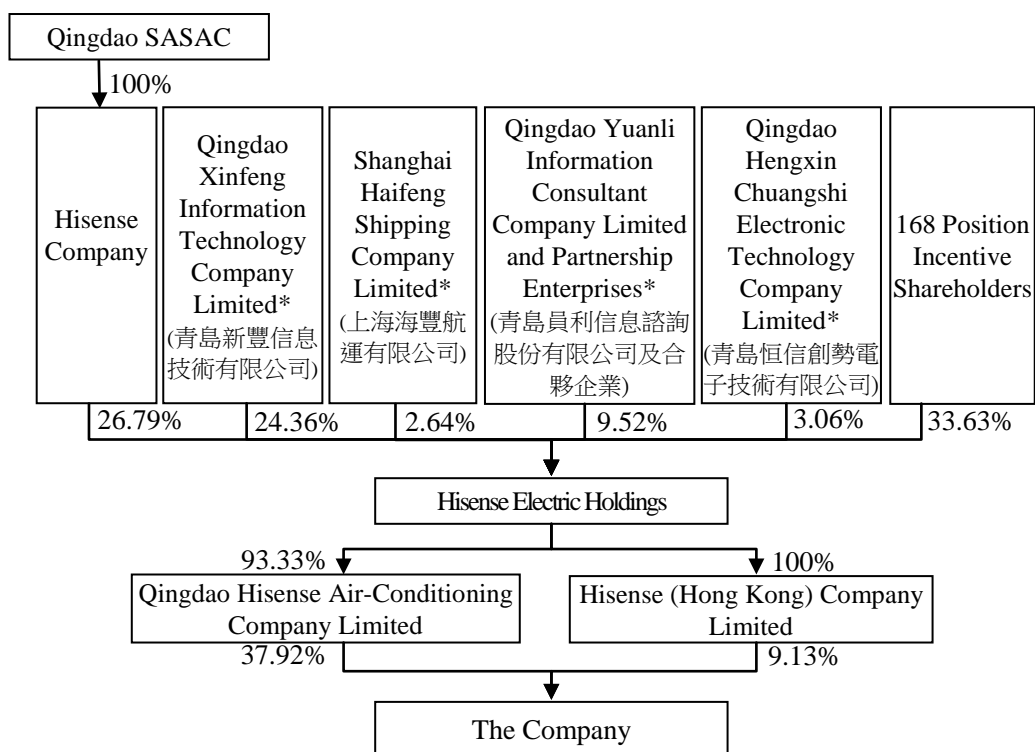 Qingdao SASAC
100%
Hisense
Company
Qingdao
Xinfeng
Information
Technology
Company
Limited*
(青島新豐信息
技術有限公司)
Shanghai
Haifeng
Shipping
Company
Limited*
(上海海豐航
運有限公司)
Qingdao Yuanli
Information
Consultant
Company Limited
and Partnership
Enterprises*
(青島員利信息諮詢
股份有限公司及合
夥企業)
Qingdao
Hengxin
Chuangshi
Electronic
Technology
Company
Limited*
(青島恒信創勢電
子技術有限公司)
168 Position
Incentive
Shareholders
26.79%
24.36%
2.64%
9.52%
3.06%
33.63%
Hisense Electric Holdings
93.33%
100%
Qingdao Hisense Air-Conditioning
Company Limited
Hisense (Hong Kong) Company
Limited
37.92%
9.13%
The Company